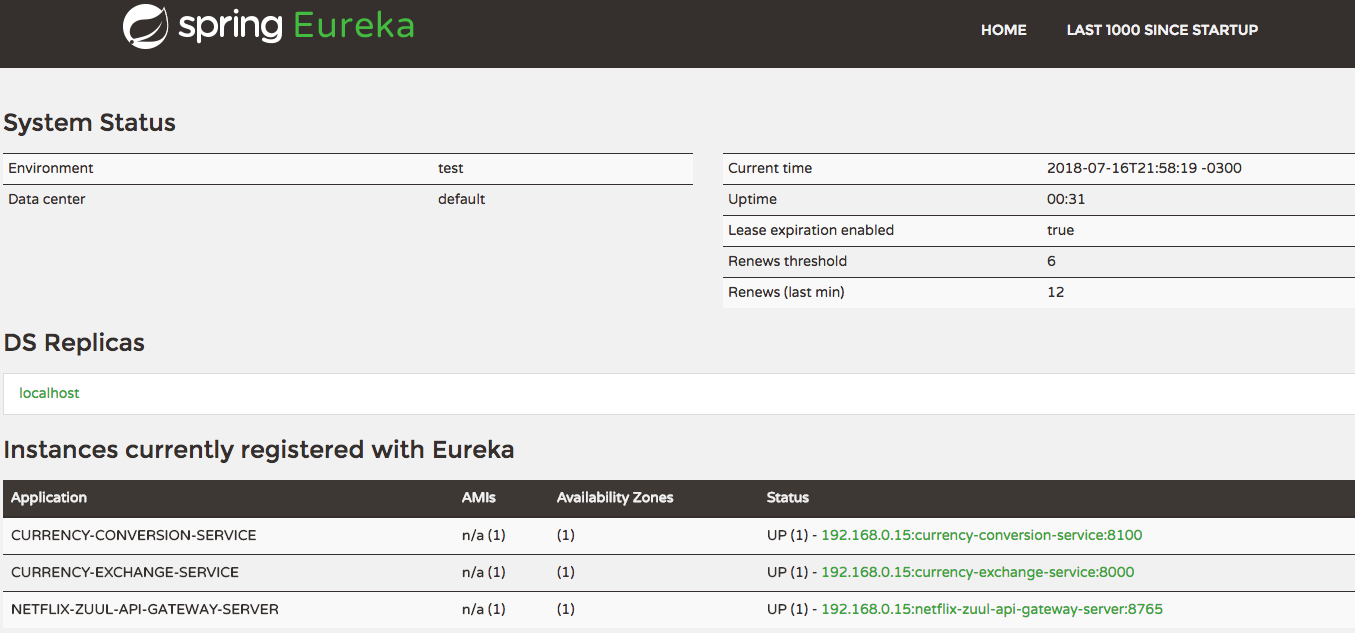 spring Eureka
HOME LAST 1000 SINCE STARTUP
System Status
Environment test
Data center default
Current time 2018-07-16T21:58:19 -0300
Uptime 00:31
Lease expiration enabled true
Renews threshold 6
Renews (last min) 12
DS Replicas
localhost
Instances currently registered with Eureka
Application AMIs Availability Zones Status
CURRENCY-CONVERSION-SERVICE n/a (1) (1) UP (1) - 192.168.0.15:currency-conversion-service:8100
CURRENCY-EXCHANGE-SERVICE n/a (1) (1) UP (1) - 192.168.0.15:currency-exchange-service:8000
NETFLIX-ZUUL-API-GATEWAY-SERVER n/a (1) (1) UP (1) - 192.168.0.15:netflix-zuul-api-gateway-server:8765